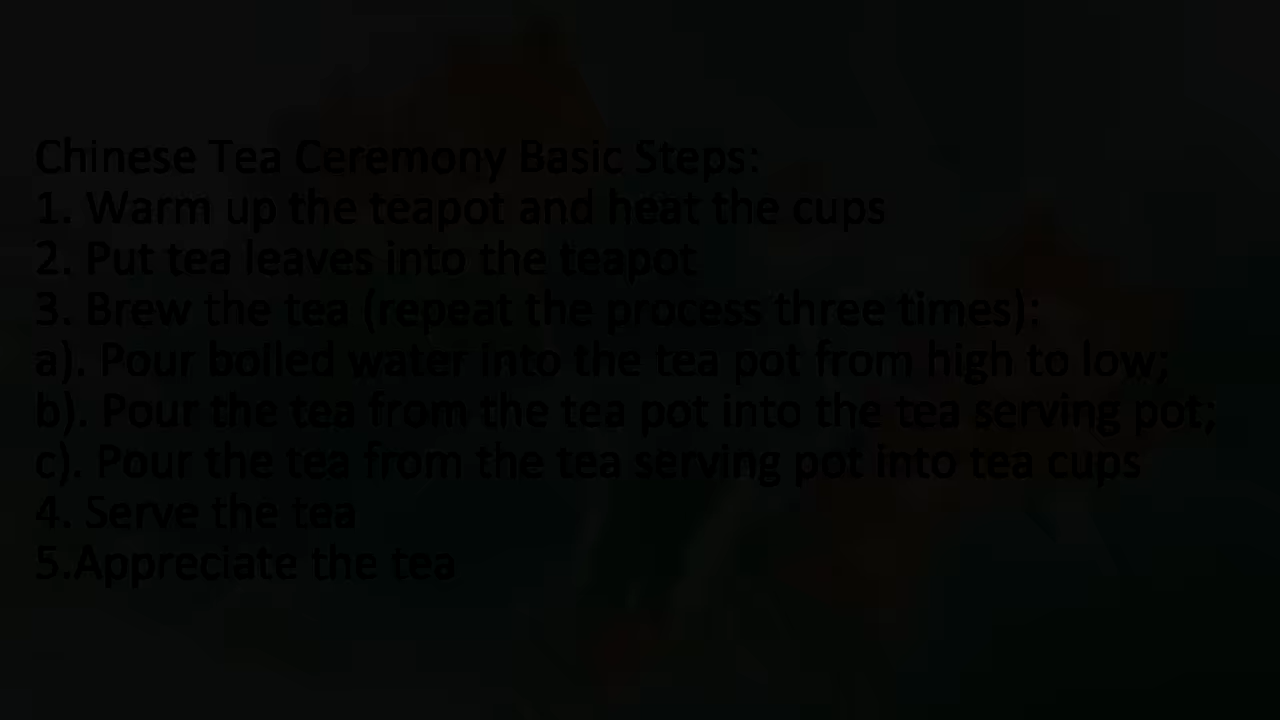 Chinese Tea Ceremony Basic Steps:
1. Warm up the teapot and heat the cups
2. Put tea leaves into the teapot
3. Brew the tea (repeat the process three times):
a). Pour boiled water into the tea pot from high to low;
b). Pour the tea from the tea pot into the tea serving pot;
c). Pour the tea from the tea serving pot into tea cups
4. Serve the tea
5.Appreciate the tea